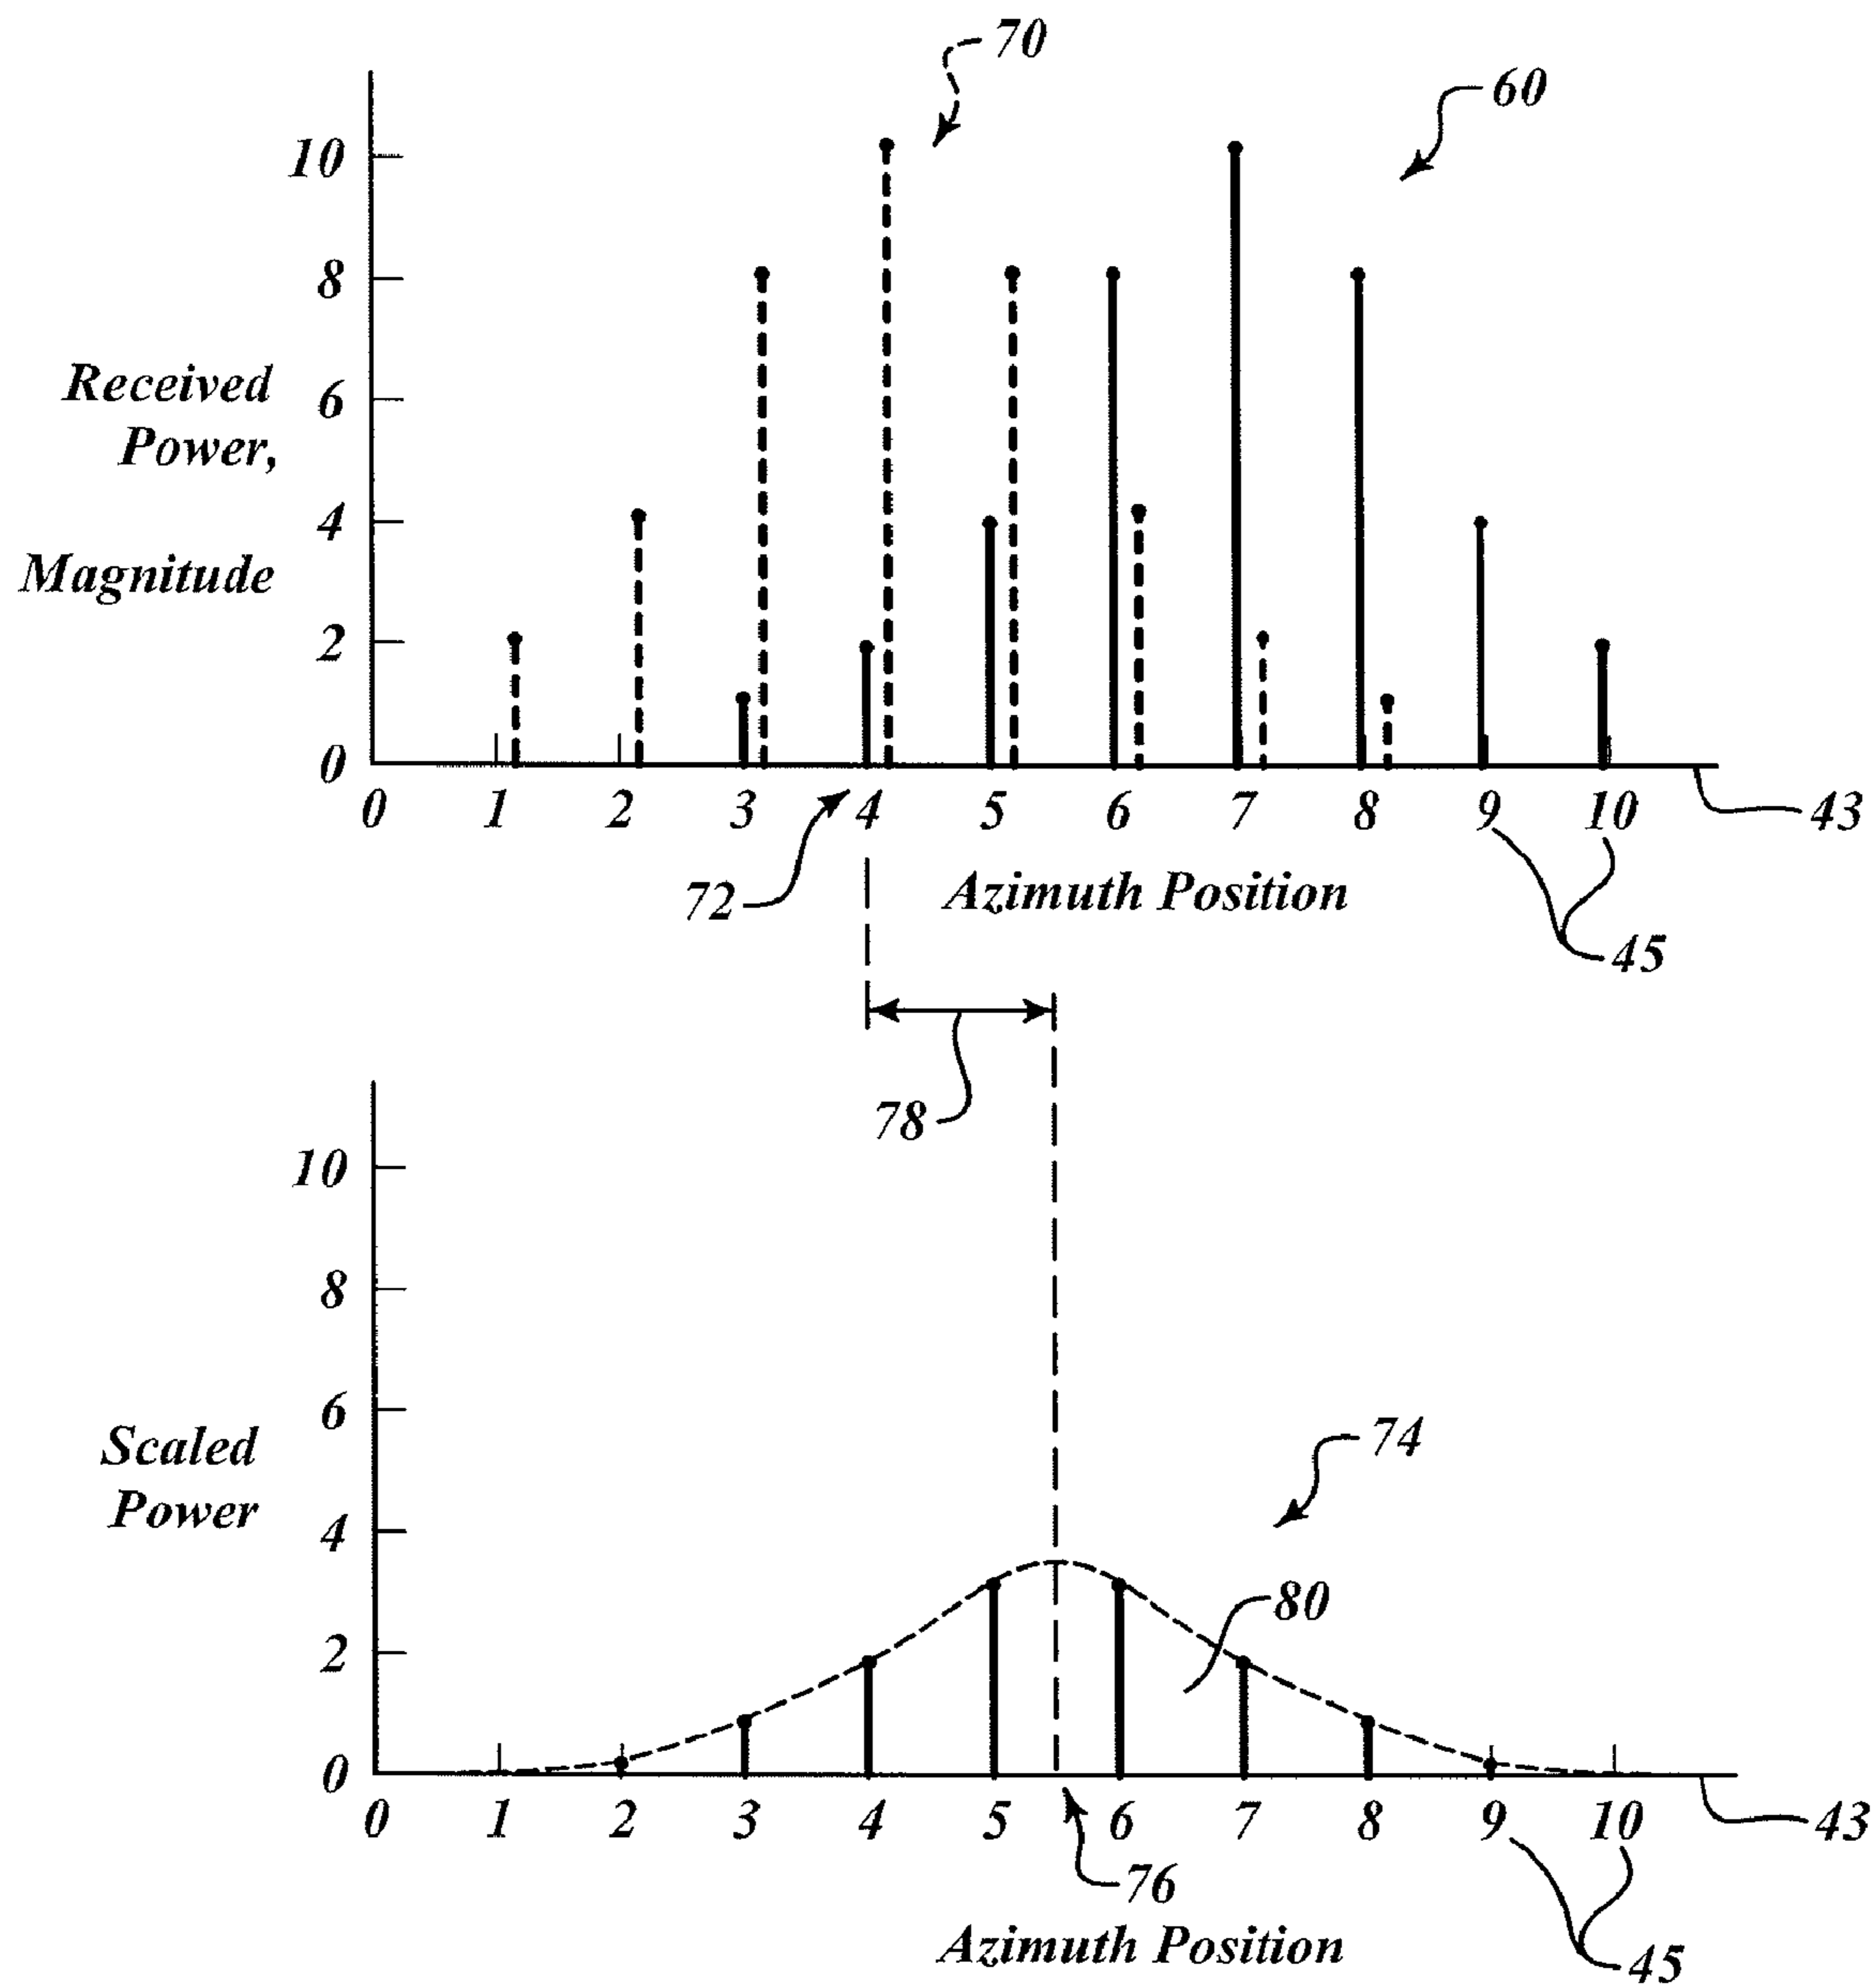 70
60
10
8
6
4
2
0
Received
Power,
Magnitude
0 1 2 3 4 5 6 7 8 9 10
43
72
Azimuth Position
45
78
10
8
6
4
2
0
Scaled
Power
74
80
0 1 2 3 4 5 6 7 8 9 10
43
76
Azimuth Position
45